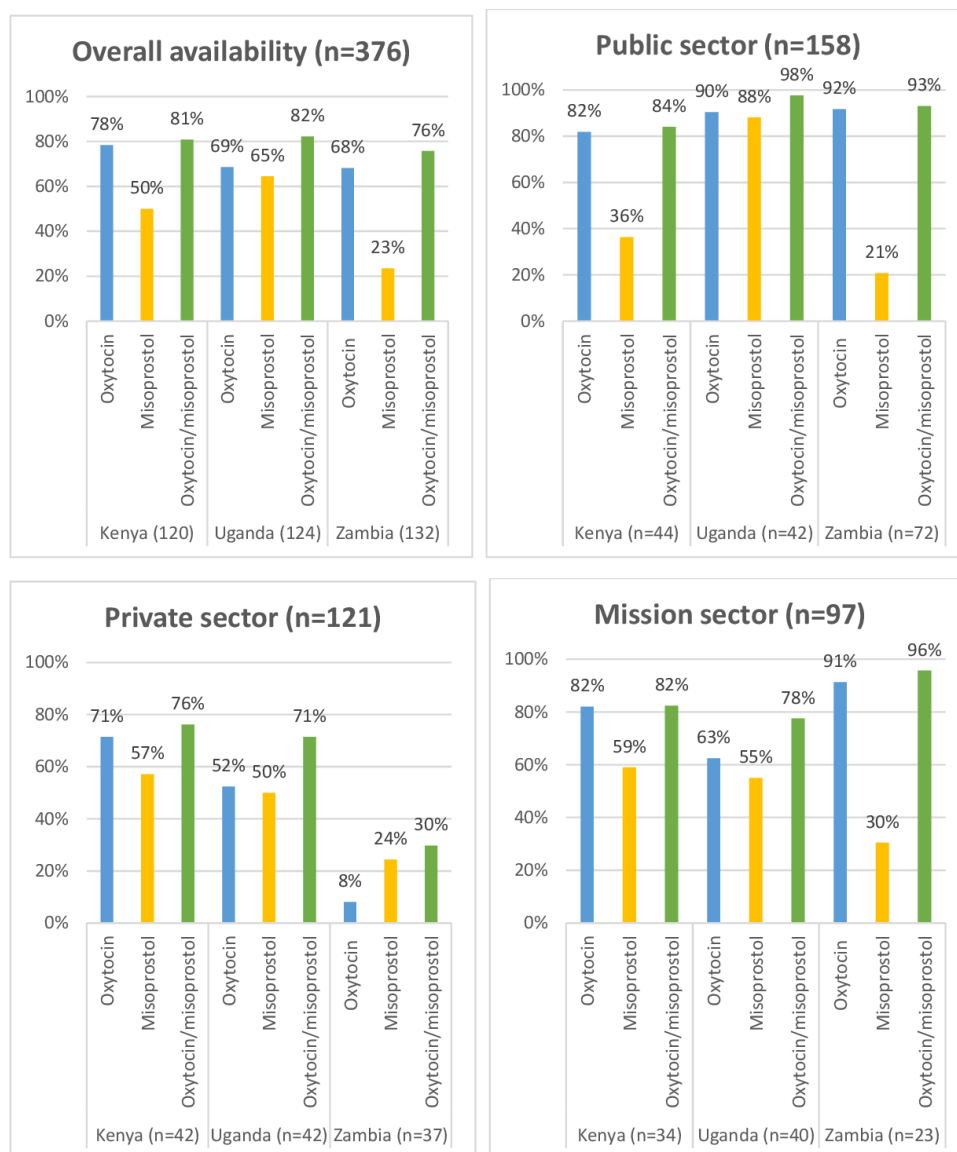 Overall availability (n=376)
100%
80%
60%
40%
20%
0%
78%
50%
81%
69%
65%
82%
68%
23%
76%
Oxytocin
Misoprostol
Oxytocin/misoprostol
Oxytocin
Misoprostol
Oxytocin/misoprostol
Oxytocin
Misoprostol
Oxytocin/misoprostol
Kenya (120)
Uganda (124)
Zambia (132)
Public sector (n=158)
100%
80%
60%
40%
20%
0%
82%
36%
84%
90%
88%
98%
92%
21%
93%
Oxytocin
Misoprostol
Oxytocin/misoprostol
Oxytocin
Misoprostol
Oxytocin/misoprostol
Oxytocin
Misoprostol
Oxytocin/misoprostol
Kenya (n=44)
Uganda (n=42)
Zambia (n=72)
Private sector (n=121)
100%
80%
60%
40%
20%
0%
71%
57%
76%
52%
50%
71%
8%
24%
30%
Oxytocin
Misoprostol
Oxytocin/misoprostol
Oxytocin
Misoprostol
Oxytocin/misoprostol
Oxytocin
Misoprostol
Oxytocin/misoprostol
Kenya (n=42)
Uganda (n=42)
Zambia (n=37)
Mission sector (n=97)
100%
80%
60%
40%
20%
0%
82%
59%
82%
63%
55%
78%
91%
30%
96%
Oxytocin
Misoprostol
Oxytocin/misoprostol
Oxytocin
Misoprostol
Oxytocin/misoprostol
Oxytocin
Misoprostol
Oxytocin/misoprostol
Kenya (n=34)
Uganda (n=40)
Zambia (n=23)